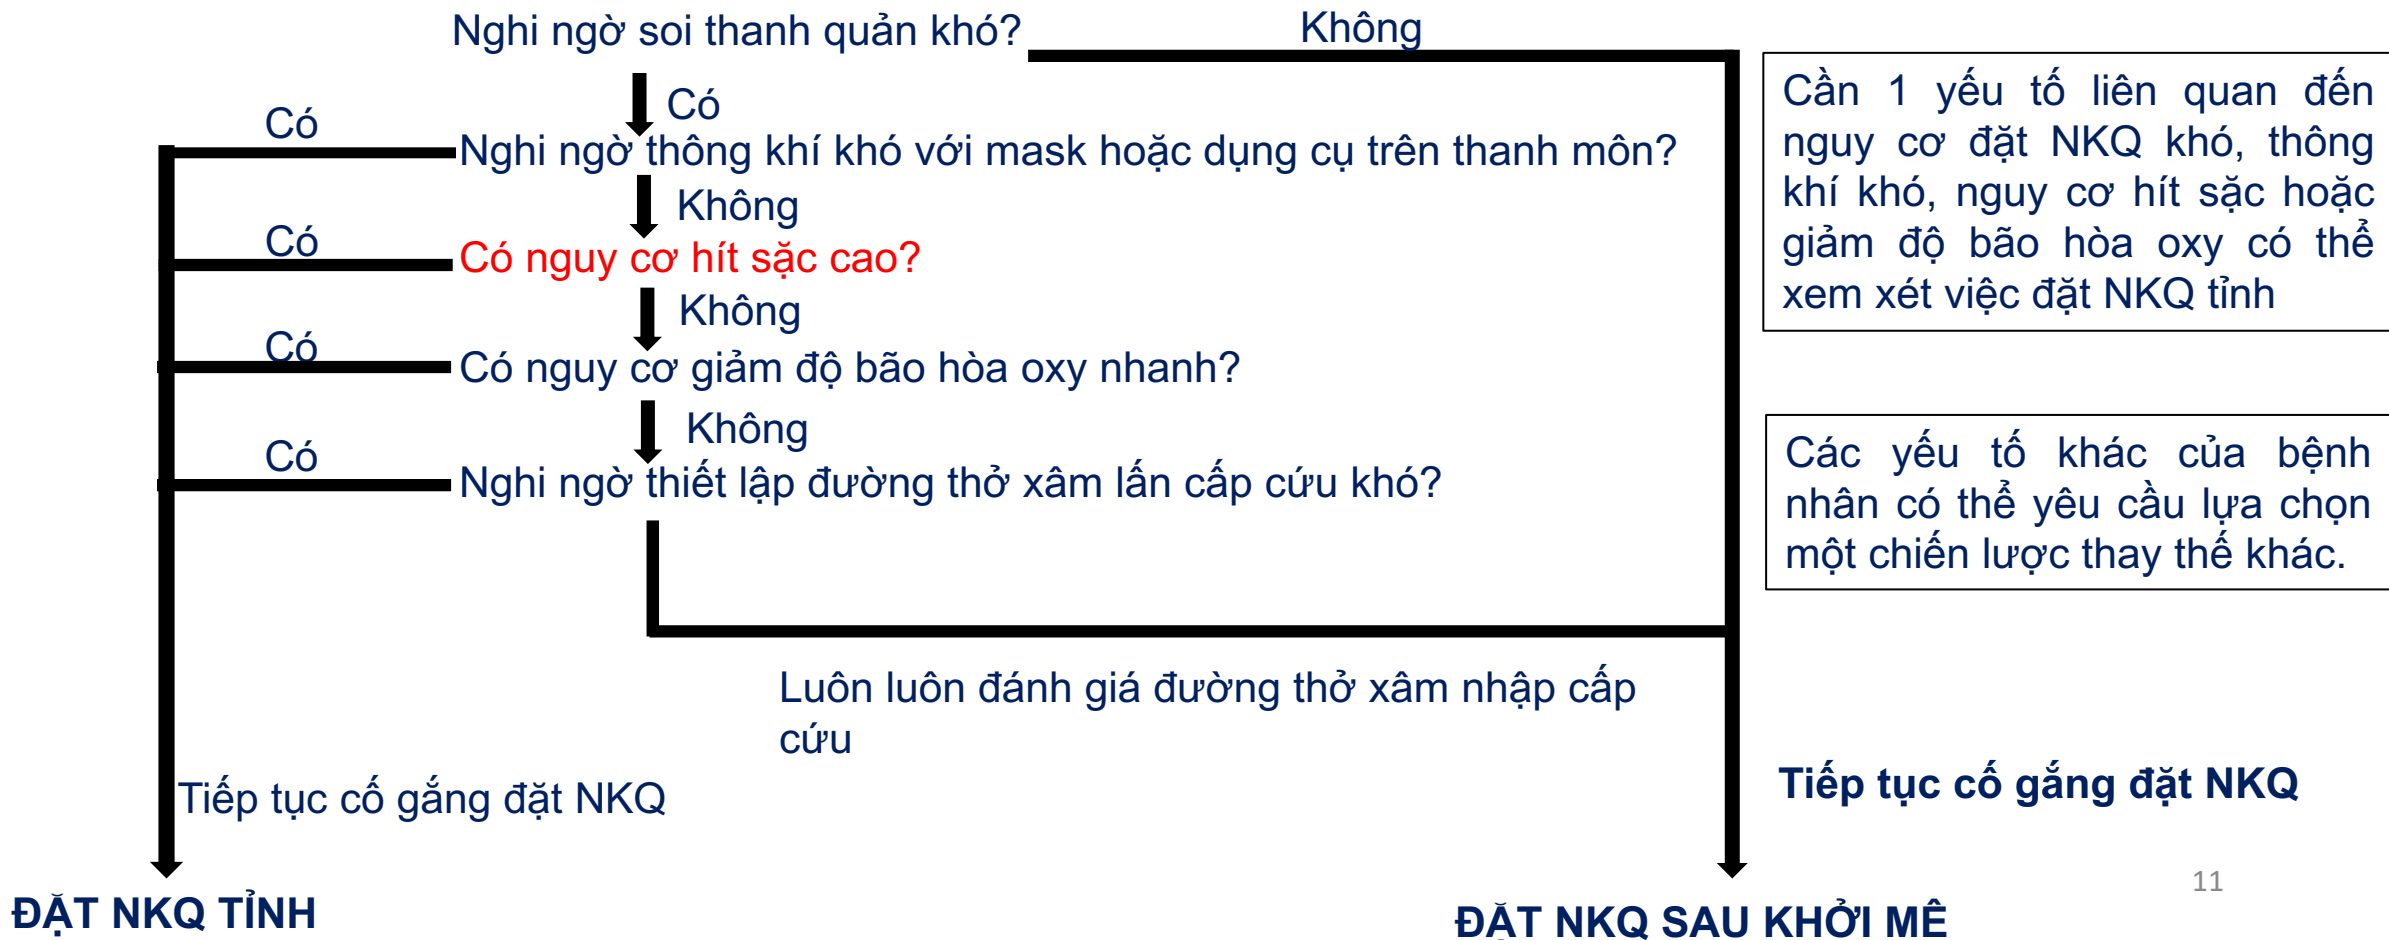 Nghi ngờ soi thanh quản khó?
Không
Có
Có
Nghi ngờ thông khí khó với mask hoặc dụng cụ trên thanh môn?
Không
Có
Có nguy cơ hít sặc cao?
Không
Có
Có nguy cơ giảm độ bão hòa oxy nhanh?
Không
Có
Nghi ngờ thiết lập đường thở xâm lấn cấp cứu khó?
Cần 1 yếu tố liên quan đến
nguy cơ đặt NKQ khó, thông
khí khó, nguy cơ hít sặc hoặc
giảm độ bão hòa oxy có thể
xem xét việc đặt NKQ tỉnh
Các yếu tố khác của bệnh
nhân có thể yêu cầu lựa chọn
một chiến lược thay thế khác.
Luôn luôn đánh giá đường thở xâm nhập cấp
cứu
Tiếp tục cố gắng đặt NKQ
Tiếp tục cố gắng đặt NKQ
ĐẶT NKQ TỈNH
ĐẶT NKQ SAU KHỞI MÊ
11